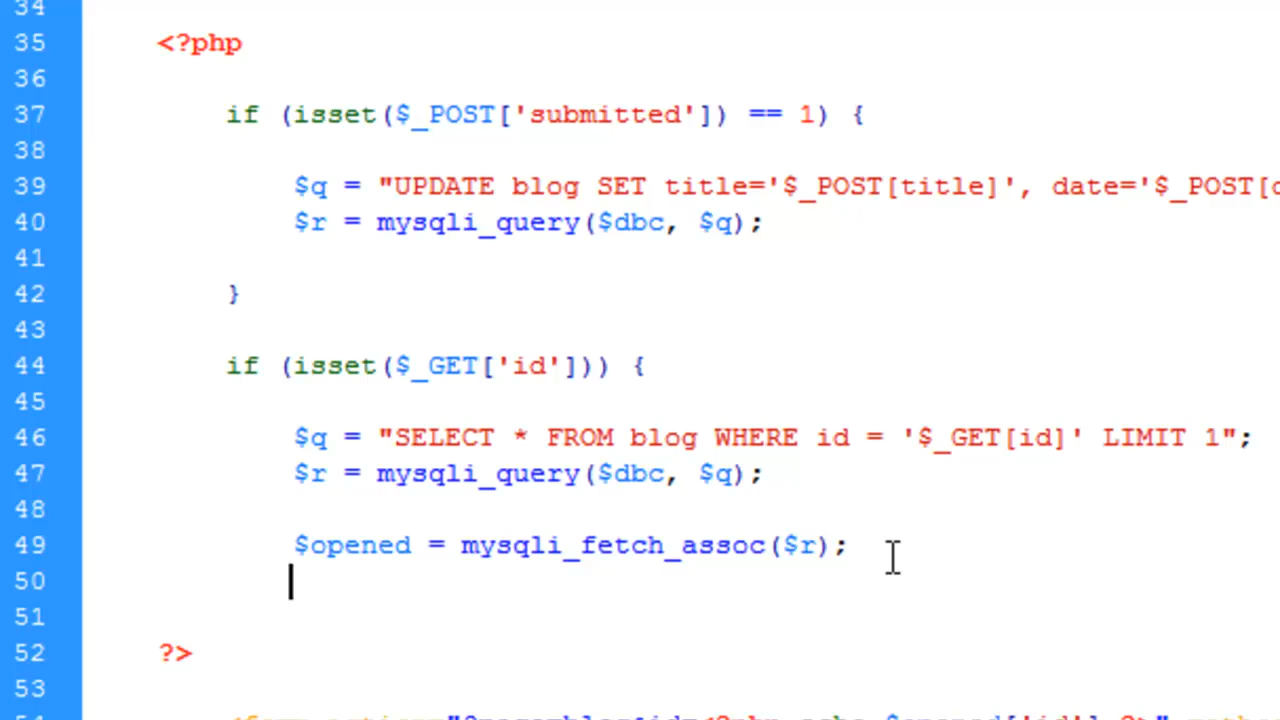 34
35 <?php
36
37 if (isset($_POST['submitted']) == 1) {
38
39 $q = "UPDATE blog SET title='$_POST[title]', date='$_POST[
40 $r = mysqli_query($dbc, $q);
41
42 }
43
44 if (isset($_GET['id'])) {
45
46 $q = "SELECT * FROM blog WHERE id = '$_GET[id]' LIMIT 1";
47 $r = mysqli_query($dbc, $q);
48
49 $opened = mysqli_fetch_assoc($r);
50
51
52 ?>
53